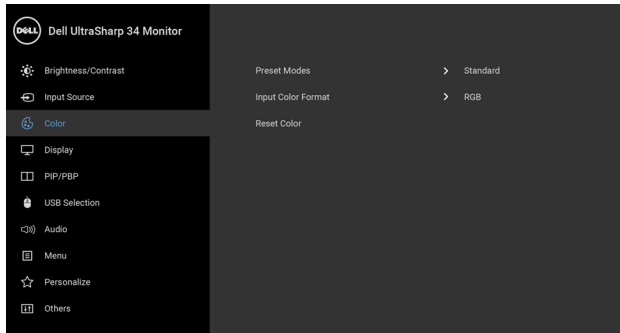 DELL Dell UltraSharp 34 Monitor
Brightness/Contrast Preset Modes Standard
Input Source Input Color Format RGB
Color Reset Color
Display
PIP/PBP
USB Selection
Audio
Menu
Personalize
Others